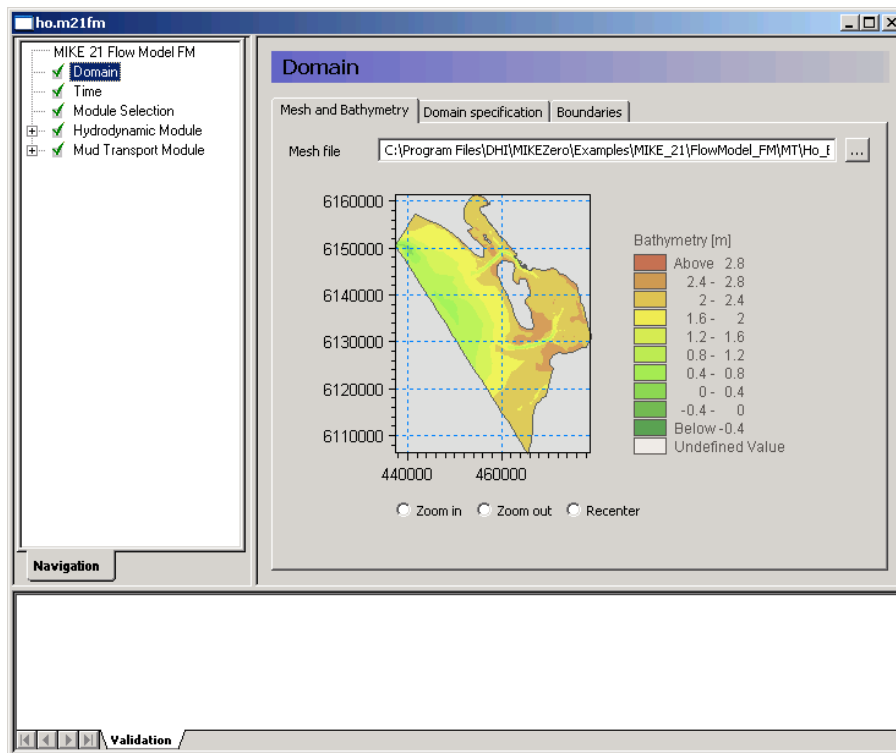 ho.m21fm
MIKE 21 Flow Model FM
Domain
Time
Module Selection
Hydrodynamic Module
Mud Transport Module
Navigation
Domain
Mesh and Bathymetry
Domain specification
Boundaries
Mesh file
C:\Program Files\DHI\MIKEZero\Examples\MIKE_21\FlowModel_FM\MT\Ho_E
...
6160000
6150000
6140000
6130000
6120000
6110000
440000 460000
Bathymetry [m]
Above 2.8
2.4 - 2.8
2 - 2.4
1.6 - 2
1.2 - 1.6
0.8 - 1.2
0.4 - 0.8
0 - 0.4
-0.4 - 0
Below -0.4
Undefined Value
Zoom in Zoom out Recenter
Validation